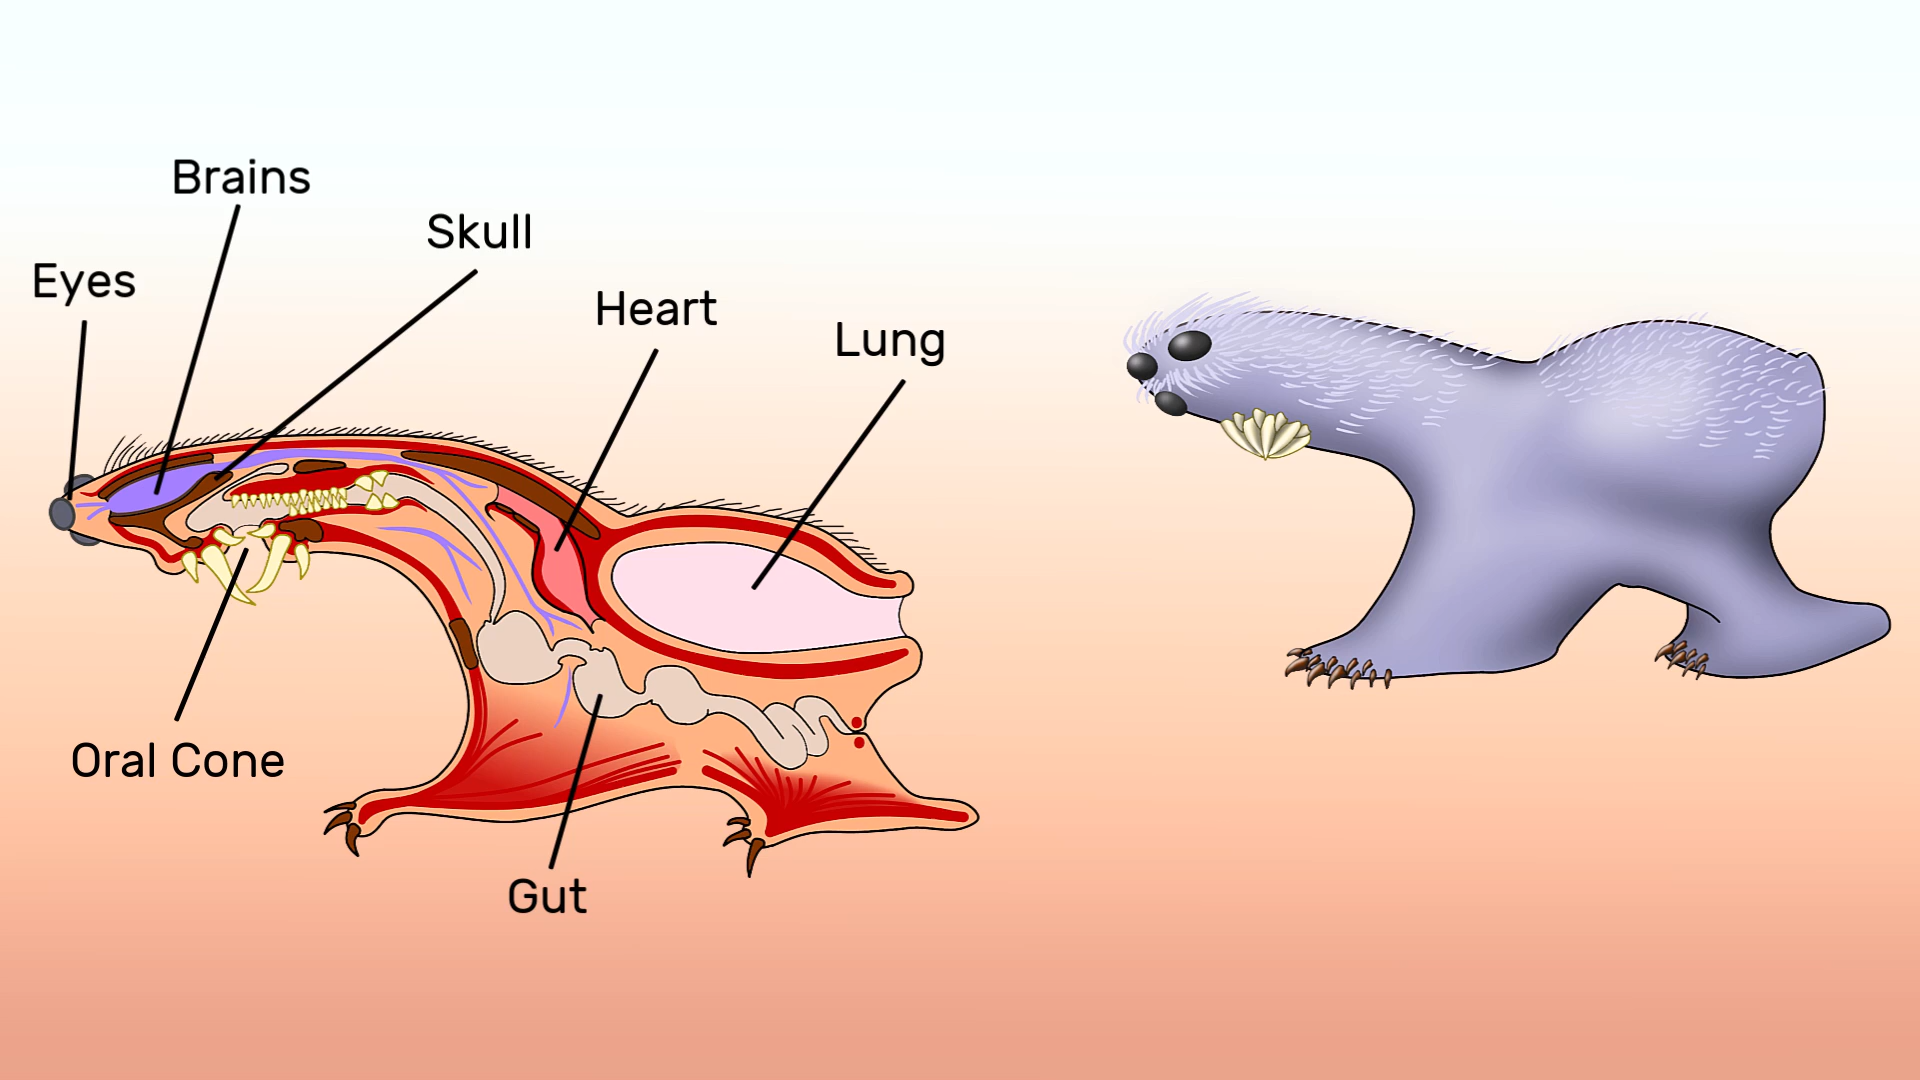 Brains
Skull
Eyes
Heart
Lung
Oral Cone
Gut